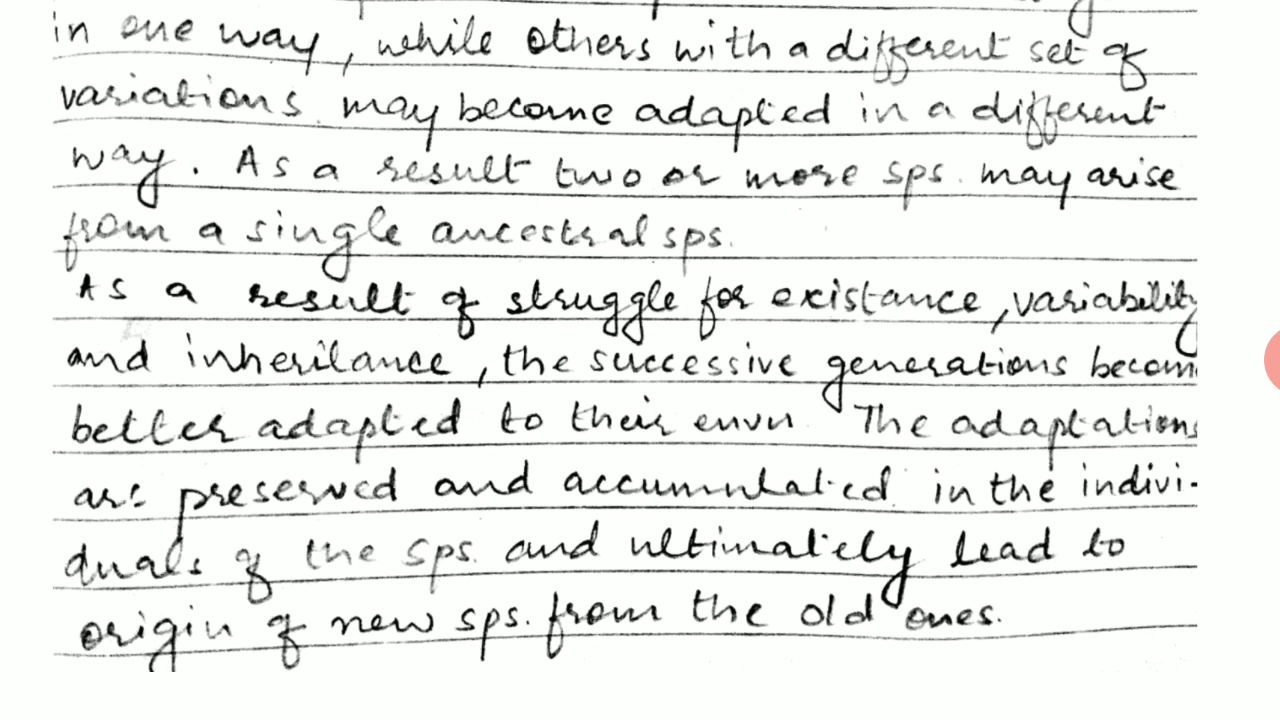 in one way, while others with a different set of
variations may become adapted in a different
way. As a result two or more sps. may arise
from a single ancestral sps.
As a result of struggle for existance, variability
and inheritance, the successive generations becom
better adapted to their envn The adaptations
are preserved and accumulated in the indivi-
duals of the sps. and ultimately lead to
origin of new sps. from the old ones.